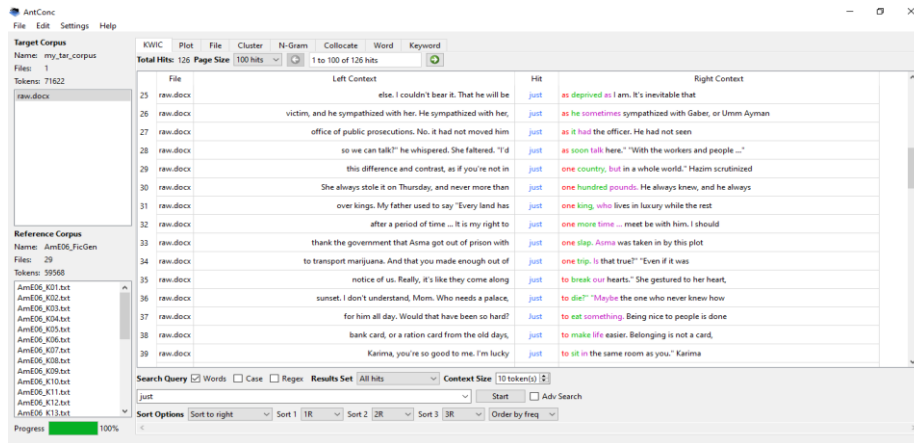 AntConc
File Edit Settings Help
Target Corpus
Name: my_tar_corpus
Files: 1
Tokens: 71622
raw.docx
Reference Corpus
Name: AmE06_FicGen
Files: 29
Tokens: 59568
AmE06_K01.txt
AmE06_K02.txt
AmE06_K03.txt
AmE06_K04.txt
AmE06_K05.txt
AmE06_K06.txt
AmE06_K07.txt
AmE06_K08.txt
AmE06_K09.txt
AmE06_K10.txt
AmE06_K11.txt
AmE06_K12.txt
AmE06_K13.txt
Progress 100%
KWIC Plot File Cluster N-Gram Collocate Word Keyword
Total Hits: 126 Page Size 100 hits 1 to 100 of 126 hits
File Left Context Hit Right Context
25 raw.docx else. I couldn't bear it. That he will be just as deprived as I am. It's inevitable that
26 raw.docx victim, and he sympathized with her. He sympathized with her, just as he sometimes sympathized with Gaber, or Umm Ayman
27 raw.docx office of public prosecutions. No. it had not moved him just as it had the officer. He had not seen
28 raw.docx so we can talk?" he whispered. She faltered. "I'd just as soon talk here." "With the workers and people ..."
29 raw.docx this difference and contrast, as if you're not in just one country, but in a whole world." Hazim scrutinized
30 raw.docx She always stole it on Thursday, and never more than just one hundred pounds. He always knew, and he always
31 raw.docx over kings. My father used to say "Every land has just one king, who lives in luxury while the rest
32 raw.docx after a period of time ... It is my right to just one more time ... meet be with him. I should
33 raw.docx thank the government that Asma got out of prison with just one slap. Asma was taken in by this plot
34 raw.docx to transport marijuana. And that you made enough out of just one trip. Is that true?" "Even if it was
35 raw.docx notice of us. Really, it's like they come along just to break our hearts." She gestured to her heart,
36 raw.docx sunset. I don't understand, Mom. Who needs a palace, just to die?" "Maybe the one who never knew how
37 raw.docx for him all day. Would that have been so hard? Just to eat something. Being nice to people is done
38 raw.docx bank card, or a ration card from the old days, just to make life easier. Belonging is not a card,
39 raw.docx Karima, you're so good to me. I'm lucky just to sit in the same room as you." Karima
Search Query Words Case Regex Results Set All hits Context Size 10 token(s)
just Start Adv Search
Sort Options Sort to right Sort 1 1R Sort 2 2R Sort 3 3R Order by freq